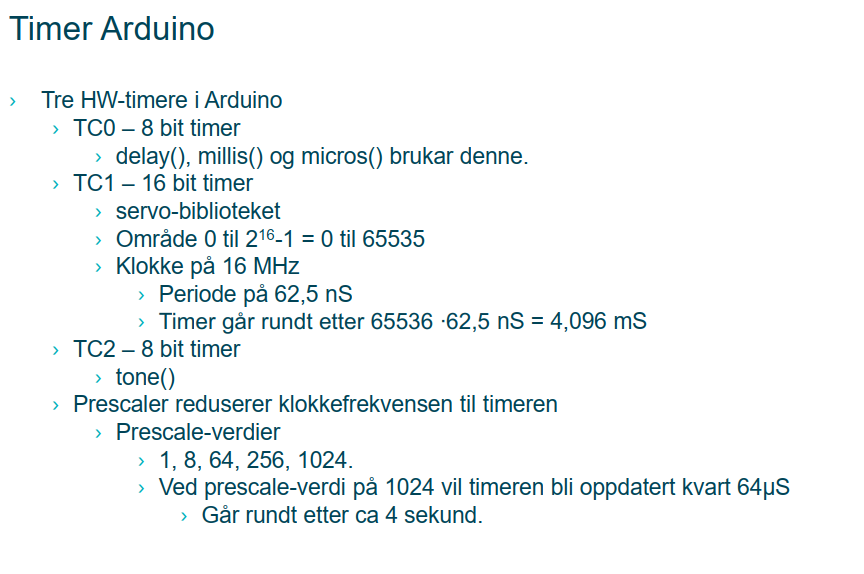 Timer Arduino
› Tre HW-timere i Arduino
› TC0 – 8 bit timer
› delay(), millis() og micros() brukar denne.
› TC1 – 16 bit timer
› servo-biblioteket
› Område 0 til 2¹⁶-1 = 0 til 65535
› Klokke på 16 MHz
› Periode på 62,5 nS
› Timer går rundt etter 65536 ·62,5 nS = 4,096 mS
› TC2 – 8 bit timer
› tone()
› Prescaler reduserer klokkefrekvensen til timeren
› Prescale-verdier
› 1, 8, 64, 256, 1024.
› Ved prescale-verdi på 1024 vil timeren bli oppdatert kvart 64µS
› Går rundt etter ca 4 sekund.